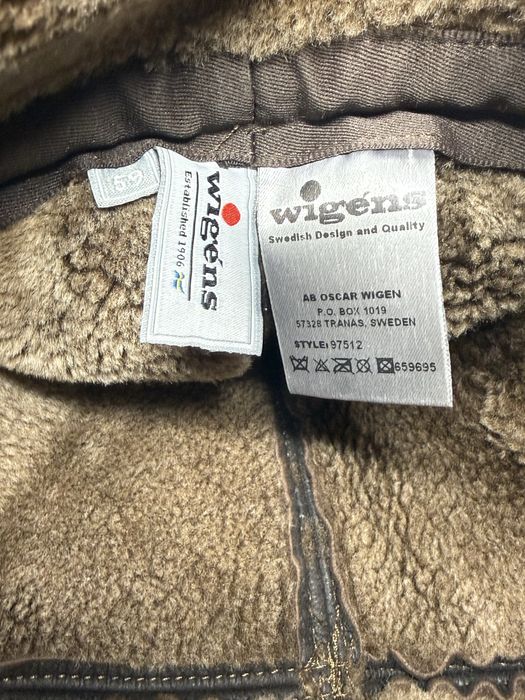 59
wigéns
Established 1906
wigéns
Swedish Design and Quality
AB OSCAR WIGEN
P.O. BOX 1019
57328 TRANAS, SWEDEN
STYLE: 97512
659695